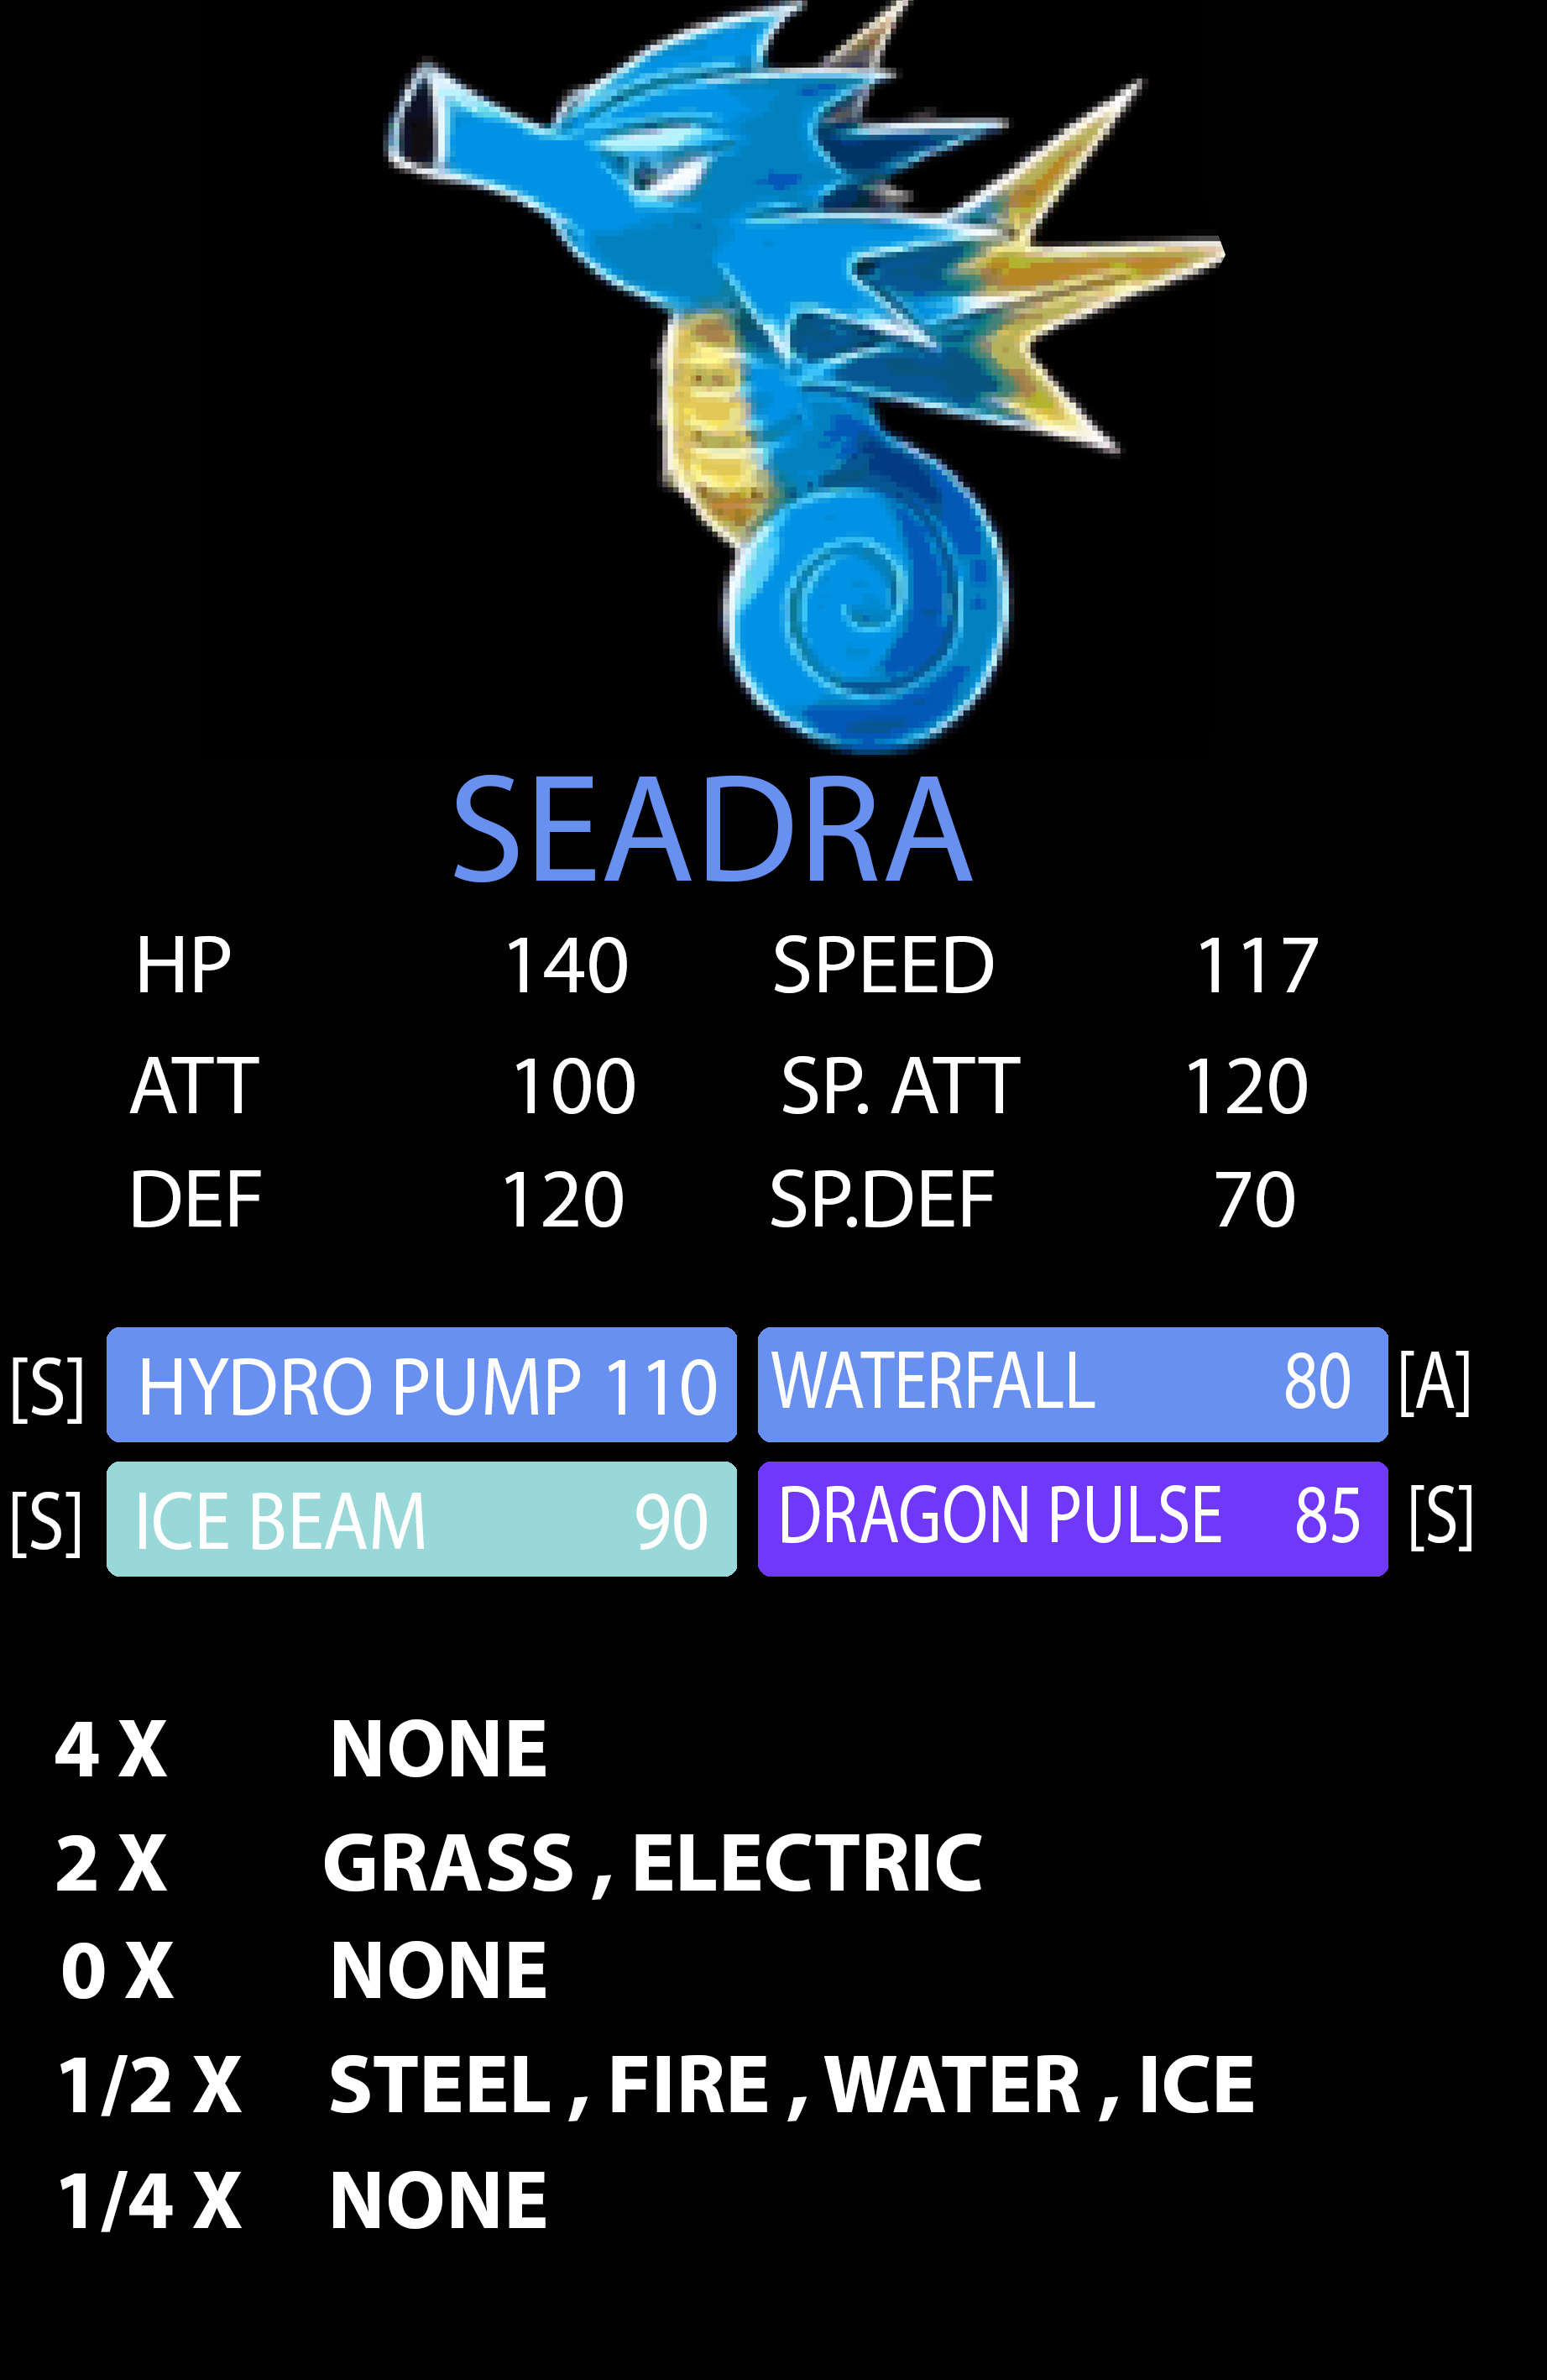 SEADRA
HP 140 SPEED 117
ATT 100 SP. ATT 120
DEF 120 SP.DEF 70
[S] HYDRO PUMP 110 WATERFALL 80 [A]
[S] ICE BEAM 90 DRAGON PULSE 85 [S]
4 X NONE
2 X GRASS , ELECTRIC
0 X NONE
1/2 X STEEL , FIRE , WATER , ICE
1/4 X NONE